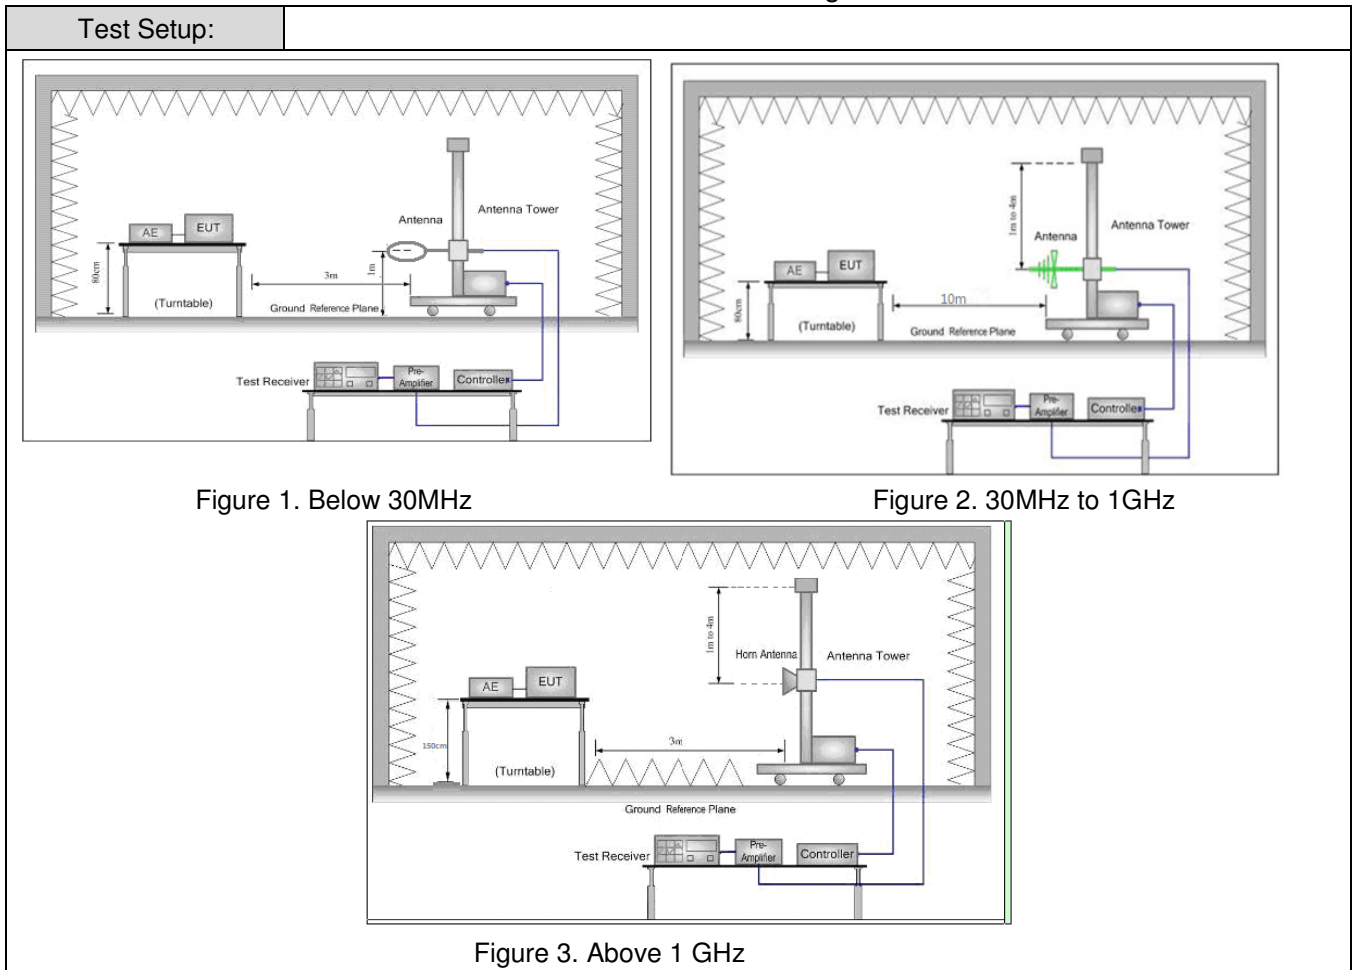 Test Setup:
AE
EUT
80cm
(Turntable)
3m
1m
Antenna
Antenna Tower
Ground Reference Plane
Test Receiver
Pre-
Amplifier
Controller
Figure 1. Below 30MHz
AE
EUT
80cm
(Turntable)
10m
1m to 4m
Antenna
Antenna Tower
Ground Reference Plane
Test Receiver
Pre-
Amplifier
Controller
Figure 2. 30MHz to 1GHz
AE
EUT
150cm
(Turntable)
3m
1m to 4m
Horn Antenna
Antenna Tower
Ground Reference Plane
Test Receiver
Pre-
Amplifier
Controller
Figure 3. Above 1 GHz